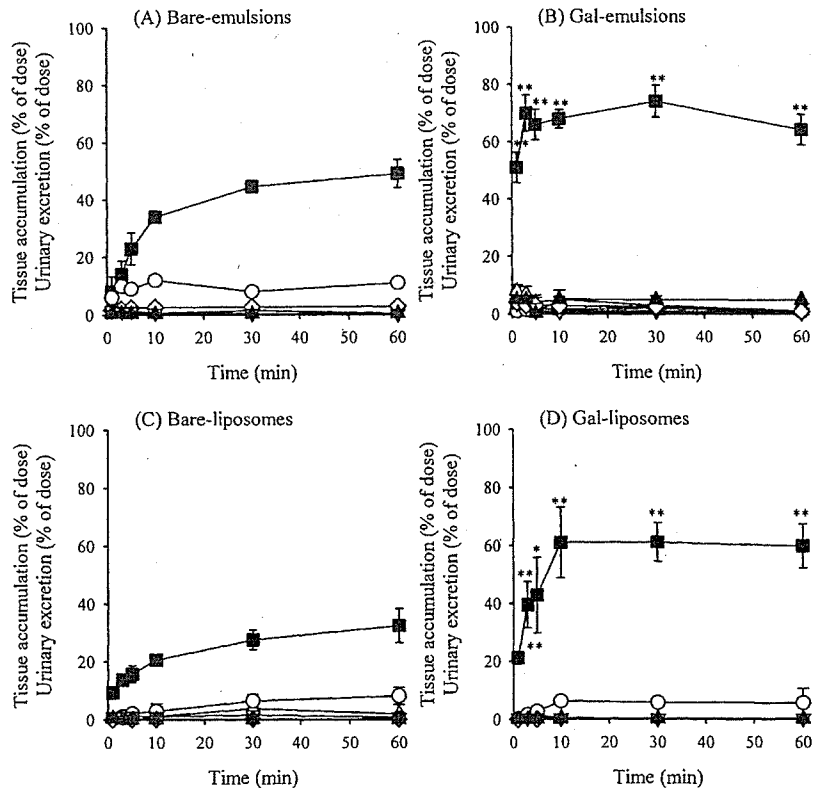 (A) Bare-emulsions
Tissue accumulation (% of dose)
Urinary excretion (% of dose)
100
80
60
40
20
0
0 10 20 30 40 50 60
Time (min)
(B) Gal-emulsions
Tissue accumulation (% of dose)
Urinary excretion (% of dose)
100
80
60
40
20
0
** ** ** ** ** **
0 10 20 30 40 50 60
Time (min)
(C) Bare-liposomes
Tissue accumulation (% of dose)
Urinary excretion (% of dose)
100
80
60
40
20
0
0 10 20 30 40 50 60
Time (min)
(D) Gal-liposomes
Tissue accumulation (% of dose)
Urinary excretion (% of dose)
100
80
60
40
20
0
** * ** ** ** **
0 10 20 30 40 50 60
Time (min)